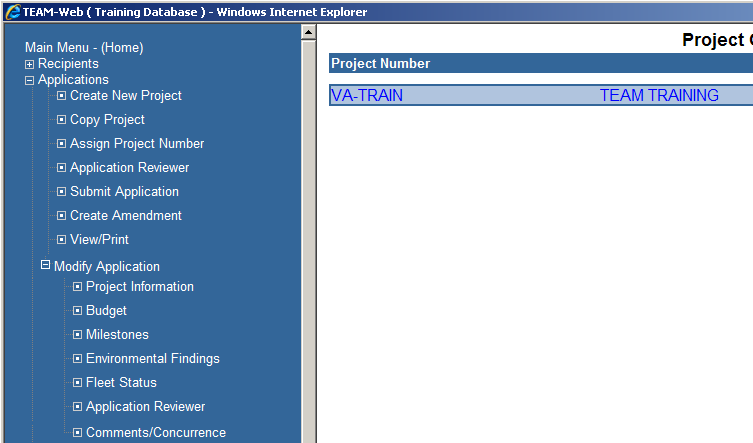 TEAM-Web ( Training Database ) - Windows Internet Explorer
Main Menu - (Home)
Recipients
Applications
Create New Project
Copy Project
Assign Project Number
Application Reviewer
Submit Application
Create Amendment
View/Print
Modify Application
Project Information
Budget
Milestones
Environmental Findings
Fleet Status
Application Reviewer
Comments/Concurrence
Project
Project Number
VA-TRAIN TEAM TRAINING